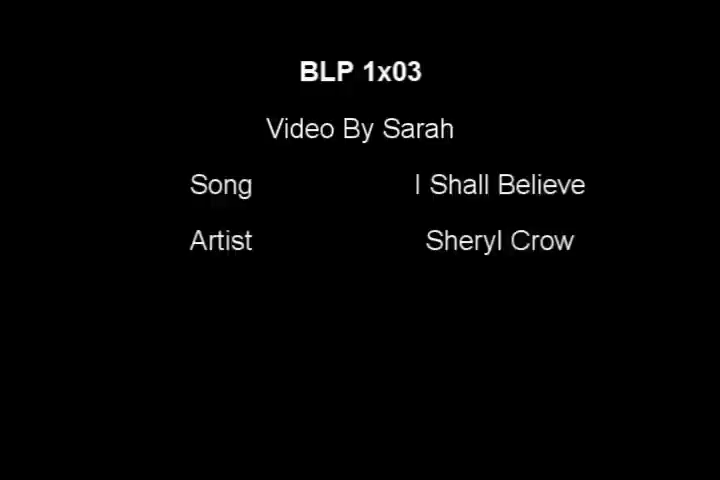 BLP 1x03
Video By Sarah
Song I Shall Believe
Artist Sheryl Crow